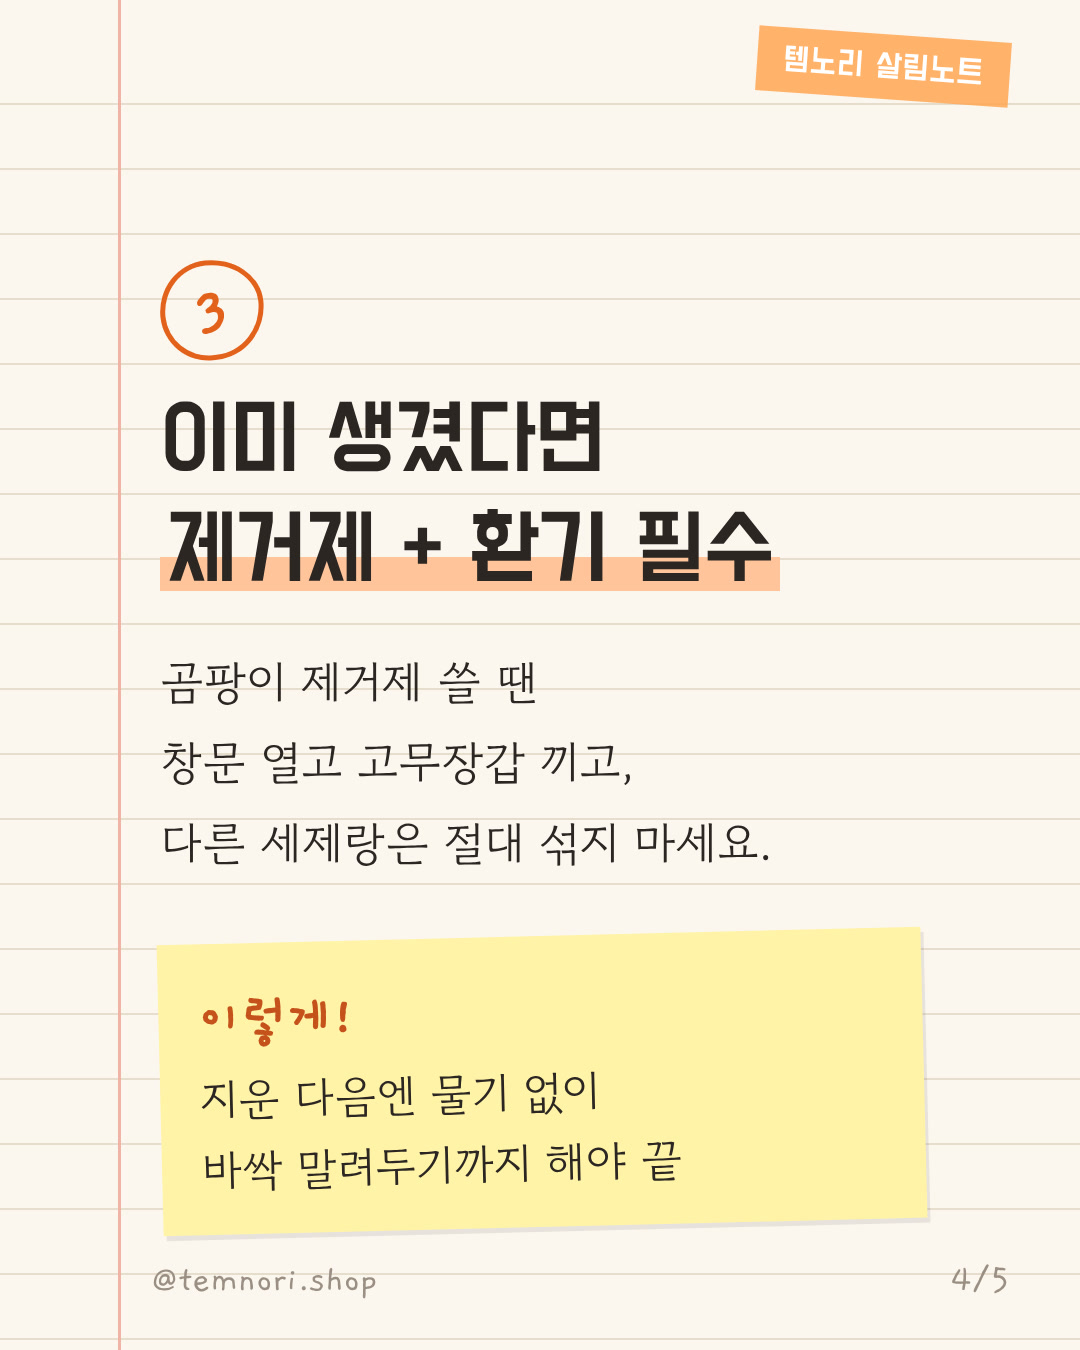 템노리 살림노트
3
이미 생겼다면
제거제 + 환기 필수
곰팡이 제거제 쓸 땐
창문 열고 고무장갑 끼고,
다른 세제랑은 절대 섞지 마세요.
이렇게!
지운 다음엔 물기 없이
바싹 말려두기까지 해야 끝
@temnori.shop
4/5